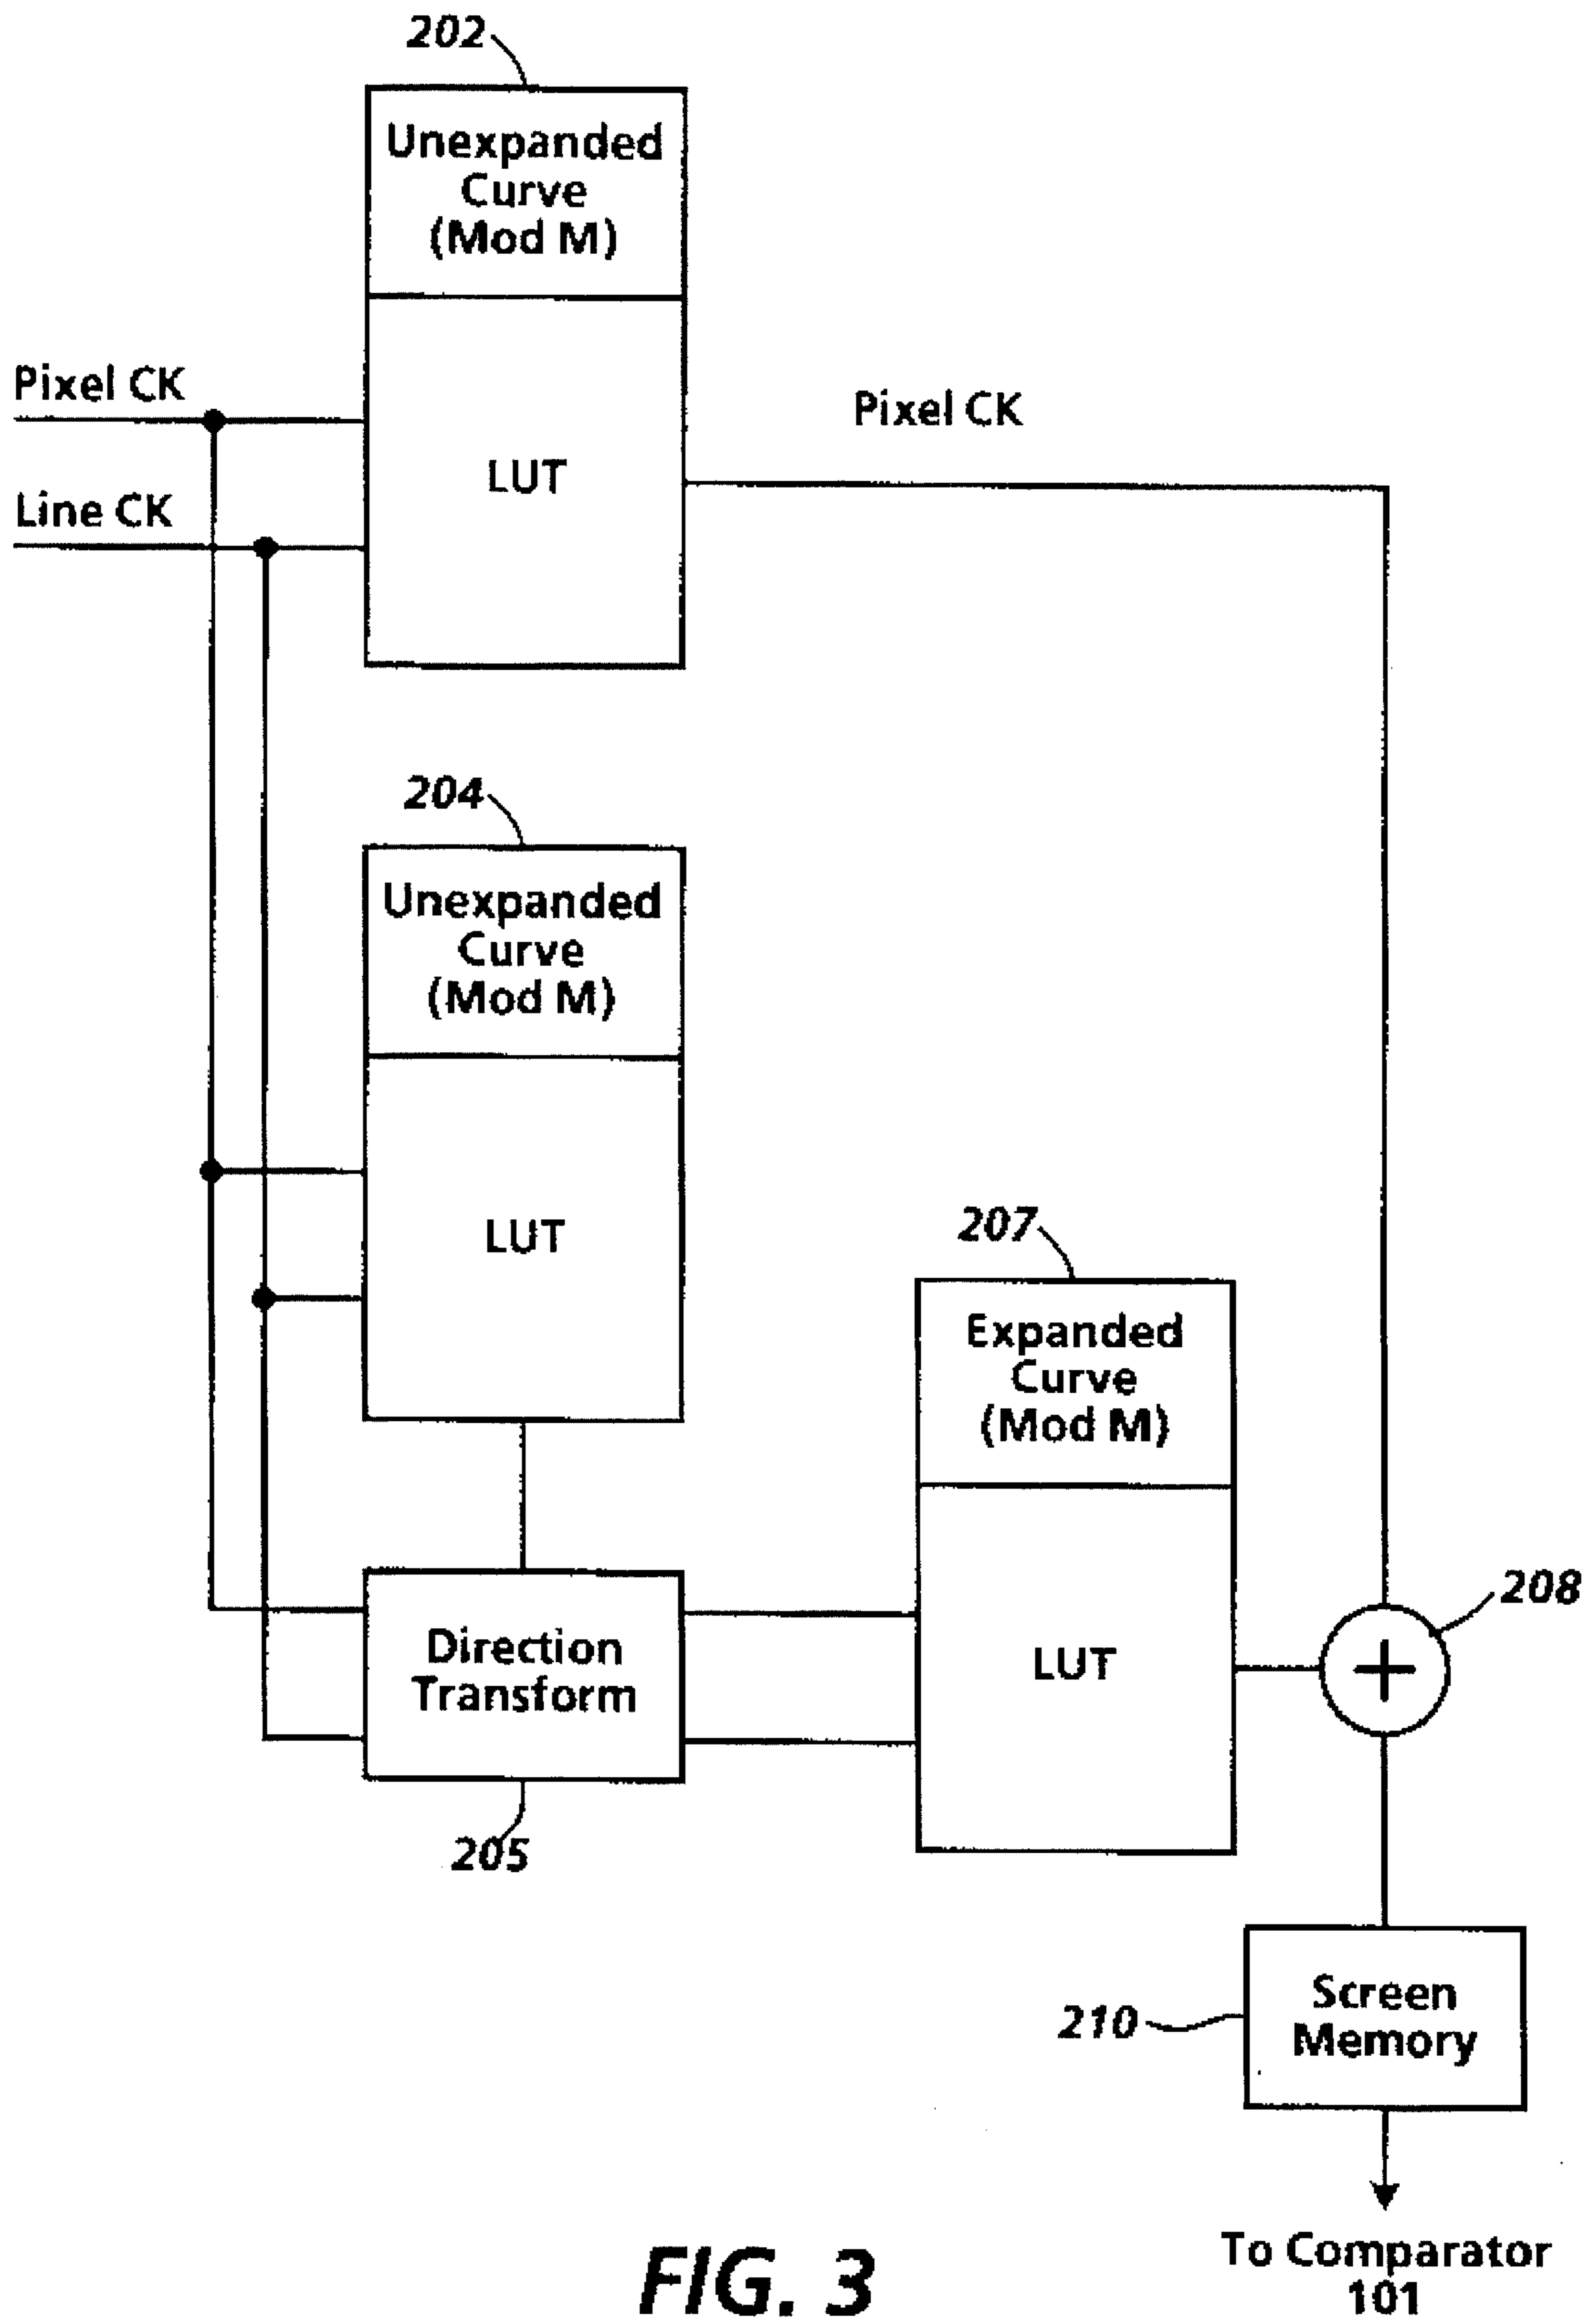 202
Unexpanded
Curve
(Mod M)
LUT
Pixel CK
Line CK
Pixel CK
204
Unexpanded
Curve
(Mod M)
LUT
207
Expanded
Curve
(Mod M)
LUT
208
Direction
Transform
205
210
Screen
Memory
To Comparator
101
FIG. 3